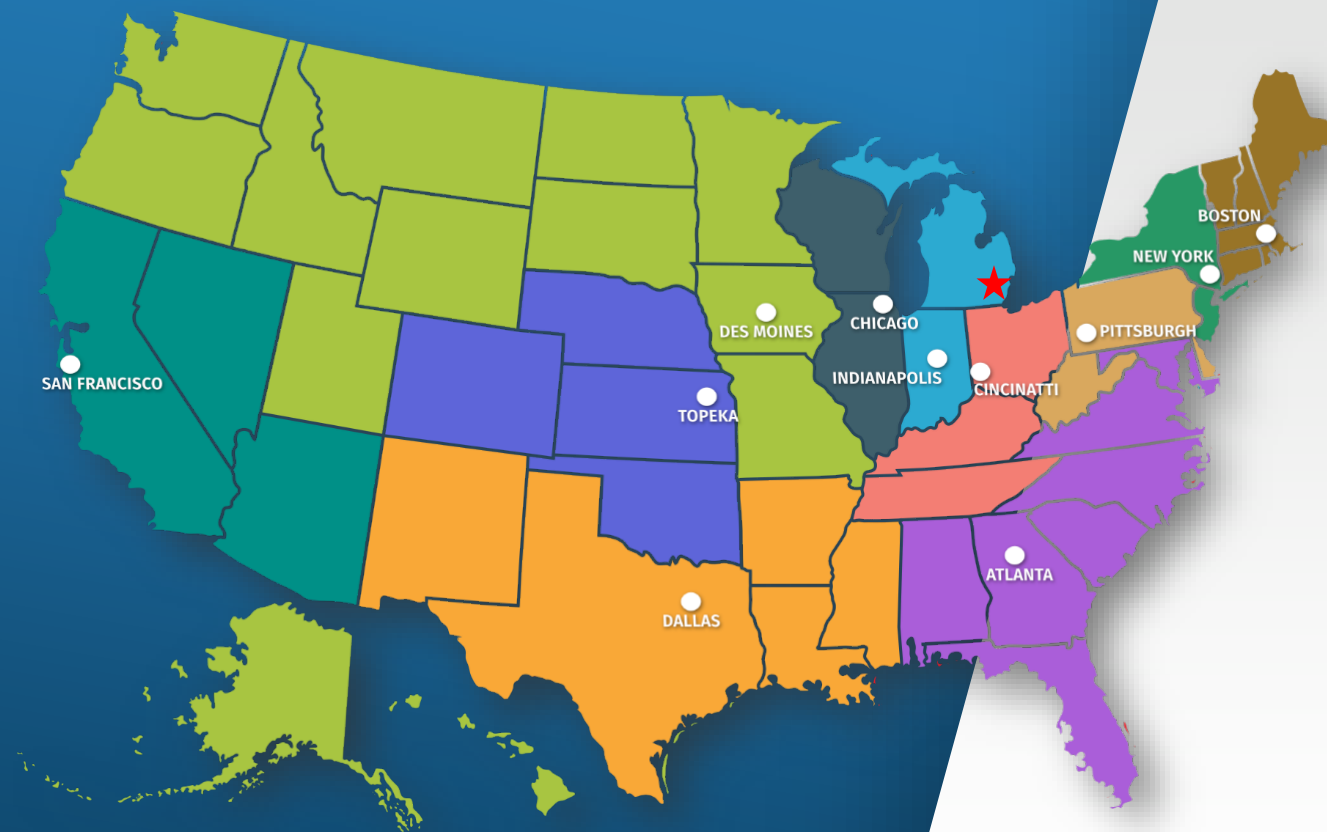 BOSTON
NEW YORK
DES MOINES
CHICAGO
PITTSBURGH
SAN FRANCISCO
INDIANAPOLIS
CINCINATTI
TOPEKA
ATLANTA
DALLAS